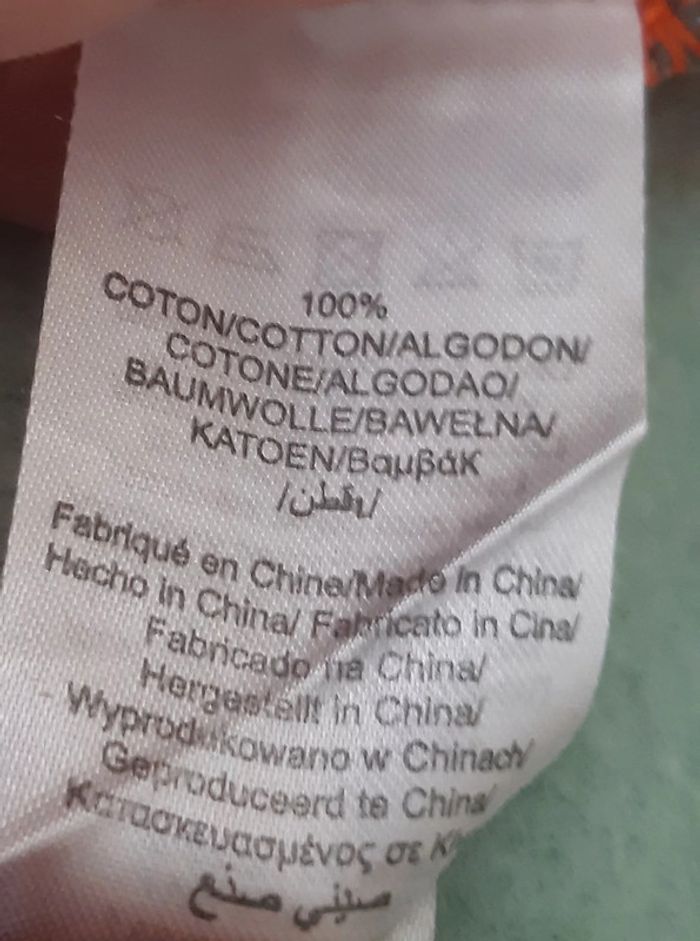 100%
COTON/COTTON/ALGODON/
COTONE/ALGODAO/
BAUMWOLLE/BAWEŁNA/
KATOEN/Βαμβάκ
/وقطن/
Fabriqué en Chine/Made in China/
Hecho in China/ Fabricato in Cina/
Fabricado na China/
Hergestellt in China/
Wyprodukowano w Chinach/
Geproduceerd te China/
Κατασκευασμένος σε
صيني صنع